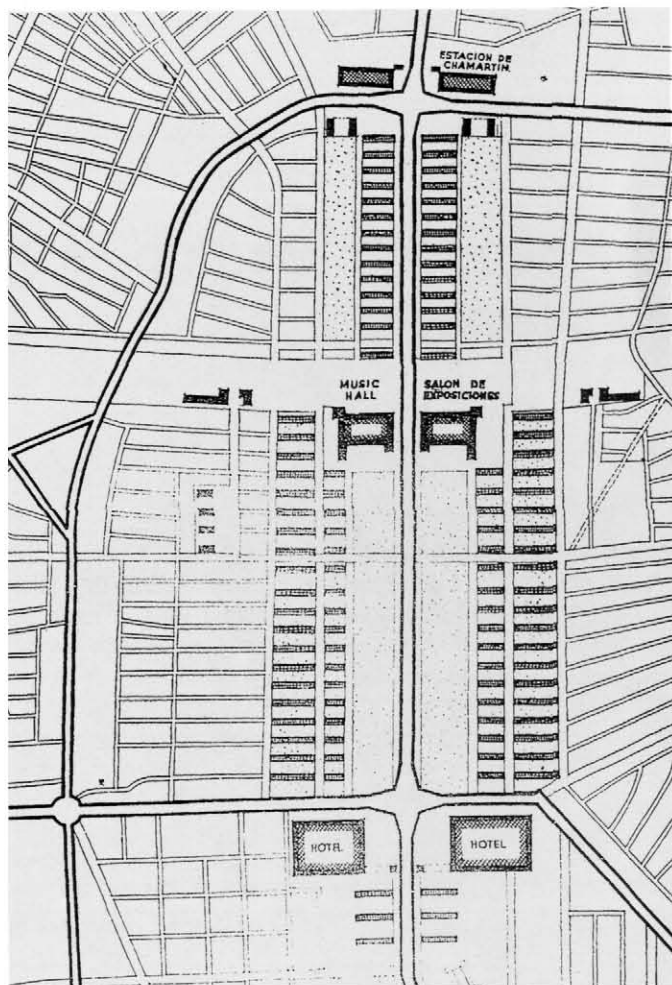 ESTACION DE
CHAMARTIN.
MUSIC
HALL
SALON DE
EXPOSICIONES
HOTEL
HOTEL